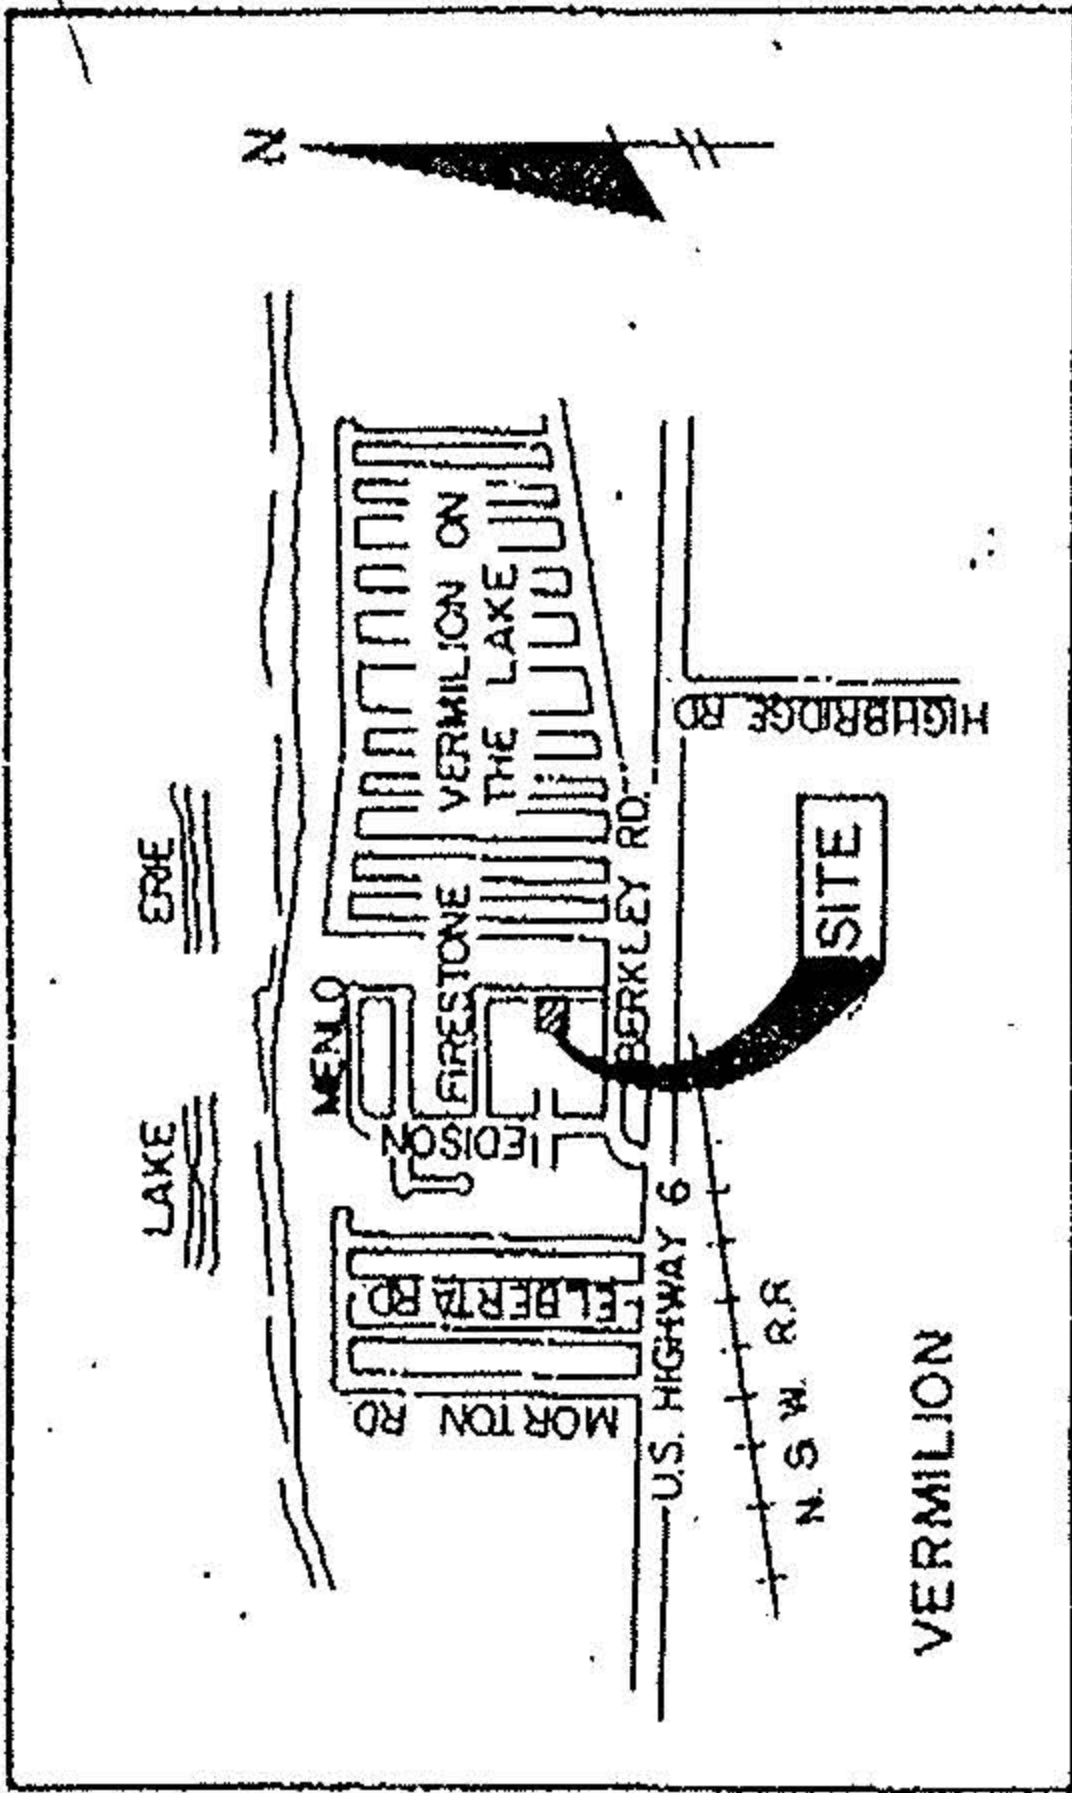 N
LAKE ERIE
MENLO
FIRESTONE
VERMILION ON
THE LAKE
EDISON
ELBERTA RD.
MORTON RD
BERKLEY RD.
U.S. HIGHWAY 6
HIGHBRIDGE RD
SITE
N. S W. R.R
VERMILION